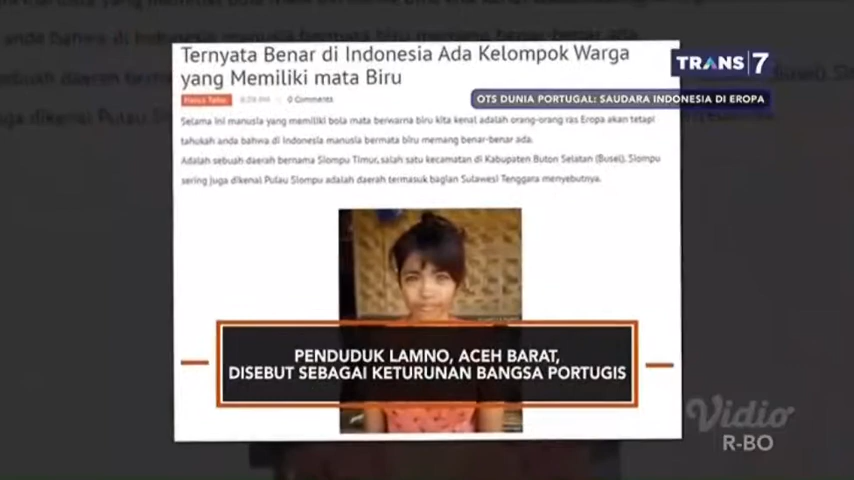 Ternyata Benar di Indonesia Ada Kelompok Warga
yang Memiliki mata Biru
0 Comments
TRANS|7
OTS DUNIA PORTUGAL: SAUDARA INDONESIA DI EROPA
Selama ini manusia yang memiliki bola mata berwarna biru kita kenal adalah orang-orang ras Eropa akan tetapi
tahukah anda bahwa di Indonesia manusia bermata biru memang benar-benar ada.
Adalah sebuah daerah bernama Siompu Timur, salah satu kecamatan di Kabupaten Buton Selatan (Busel). Siompu
sering juga dikenal Pulau Siompu adalah daerah termasuk bagian Sulawesi Tenggara menyebutnya.
PENDUDUK LAMNO, ACEH BARAT,
DISEBUT SEBAGAI KETURUNAN BANGSA PORTUGIS
Vidio
R-BO